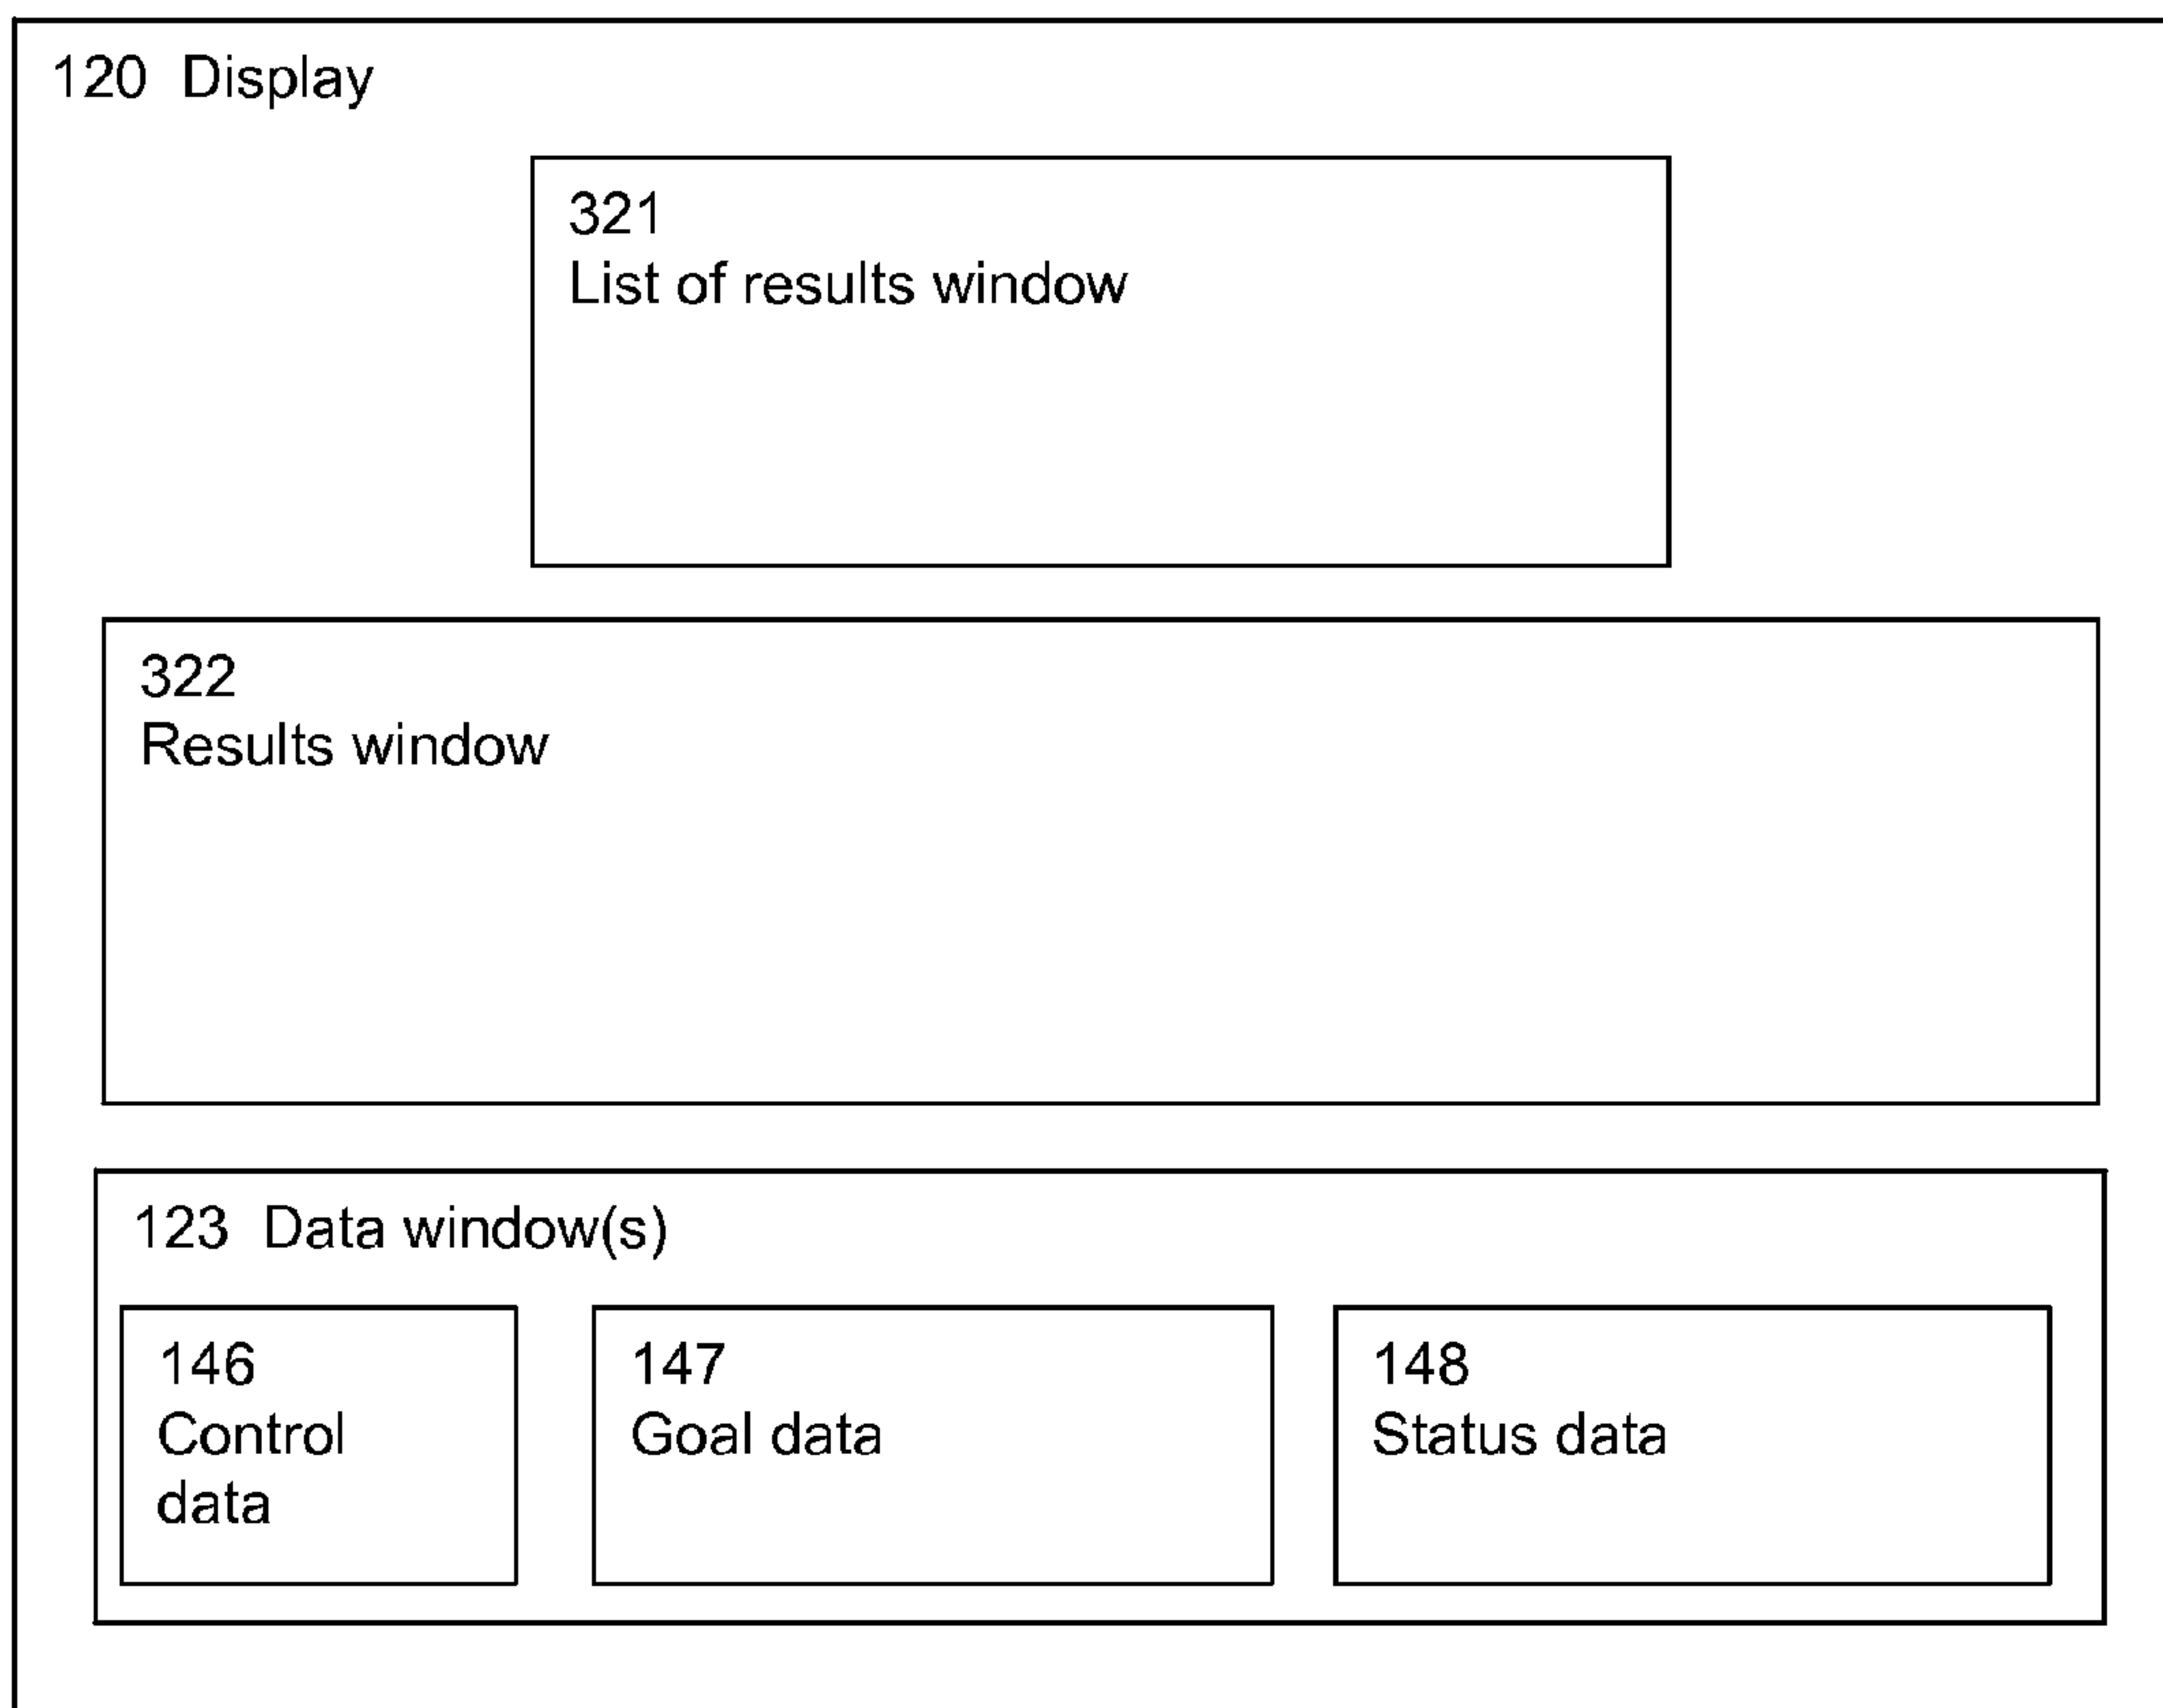 120 Display
321
List of results window
322
Results window
123 Data window(s)
146
Control
data
147
Goal data
148
Status data